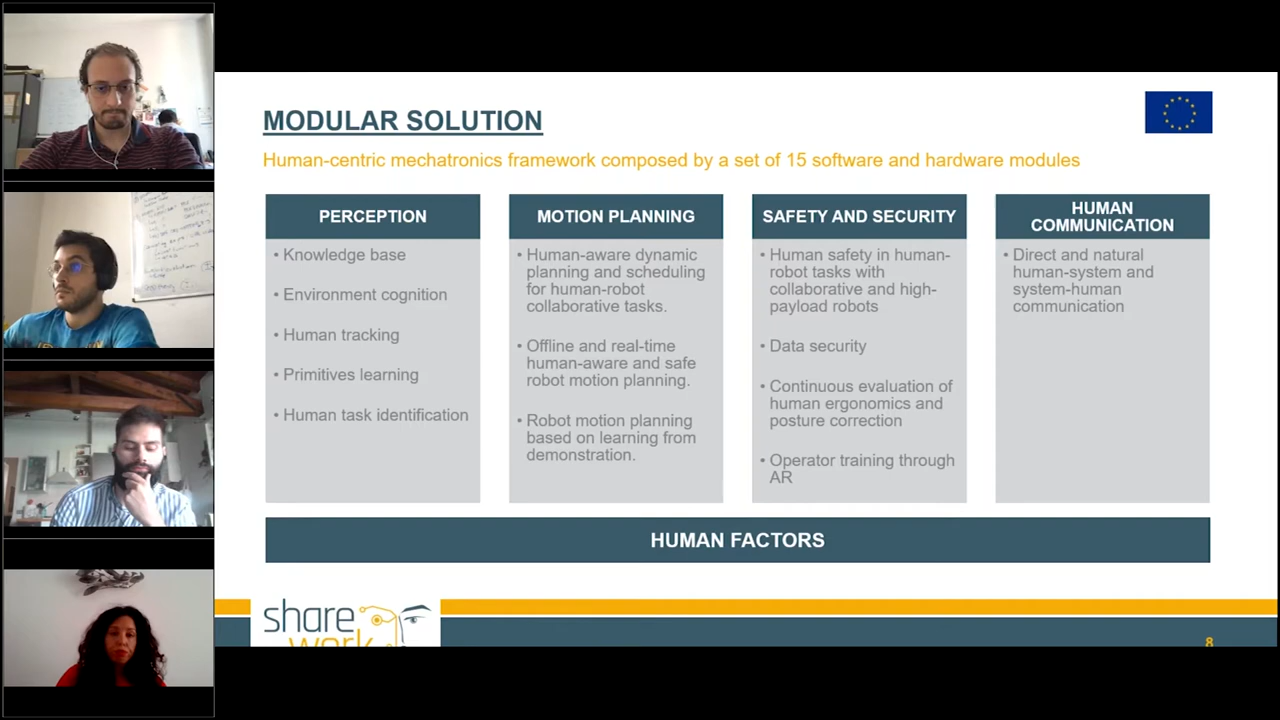 MODULAR SOLUTION
Human-centric mechatronics framework composed by a set of 15 software and hardware modules
PERCEPTION
• Knowledge base
• Environment cognition
• Human tracking
• Primitives learning
• Human task identification
MOTION PLANNING
• Human-aware dynamic
planning and scheduling
for human-robot
collaborative tasks.
• Offline and real-time
human-aware and safe
robot motion planning.
• Robot motion planning
based on learning from
demonstration.
SAFETY AND SECURITY
• Human safety in human-
robot tasks with
collaborative and high-
payload robots
• Data security
• Continuous evaluation of
human ergonomics and
posture correction
• Operator training through
AR
HUMAN
COMMUNICATION
• Direct and natural
human-system and
system-human
communication
HUMAN FACTORS
share
work
8